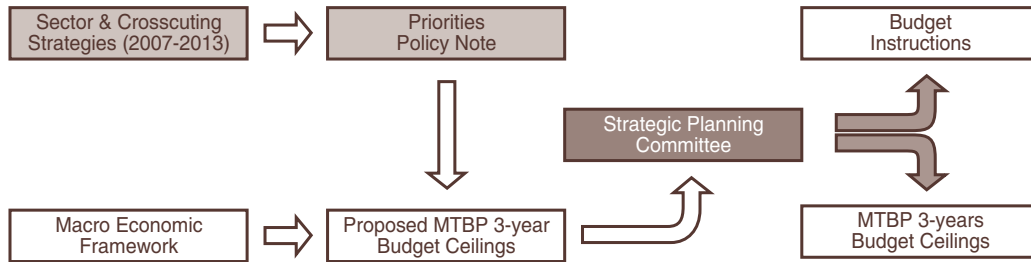 Sector & Crosscuting
Strategies (2007-2013)
Priorities
Policy Note
Budget
Instructions
Strategic Planning
Committee
Macro Economic
Framework
Proposed MTBP 3-year
Budget Ceilings
MTBP 3-years
Budget Ceilings